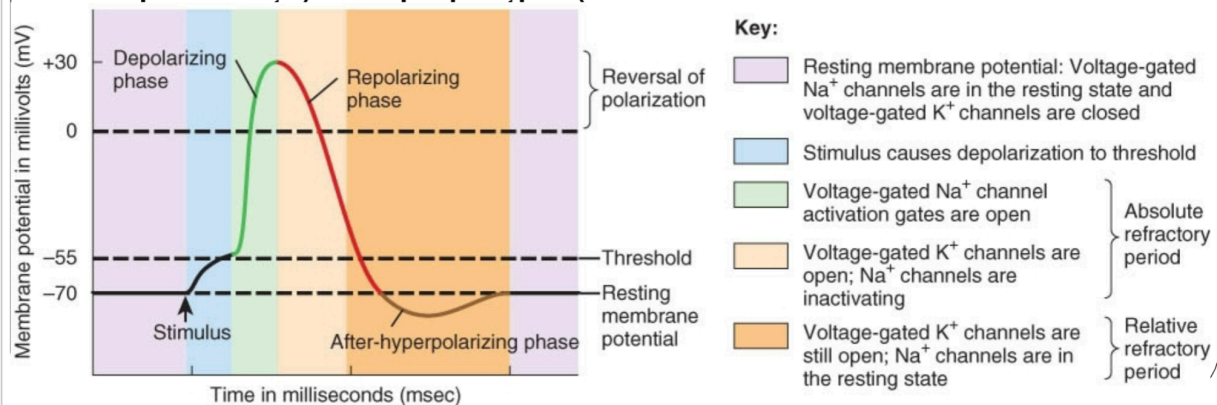 Membrane potential in millivolts (mV)
+30
0
–55
–70
Depolarizing
phase
Repolarizing
phase
Reversal of
polarization
Threshold
Resting
membrane
potential
Stimulus
After-hyperpolarizing phase
Time in milliseconds (msec)
Key:
Resting membrane potential: Voltage-gated
Na+ channels are in the resting state and
voltage-gated K+ channels are closed
Stimulus causes depolarization to threshold
Voltage-gated Na+ channel
activation gates are open
Voltage-gated K+ channels are
open; Na+ channels are
inactivating
Absolute
refractory
period
Voltage-gated K+ channels are
still open; Na+ channels are in
the resting state
Relative
refractory
period